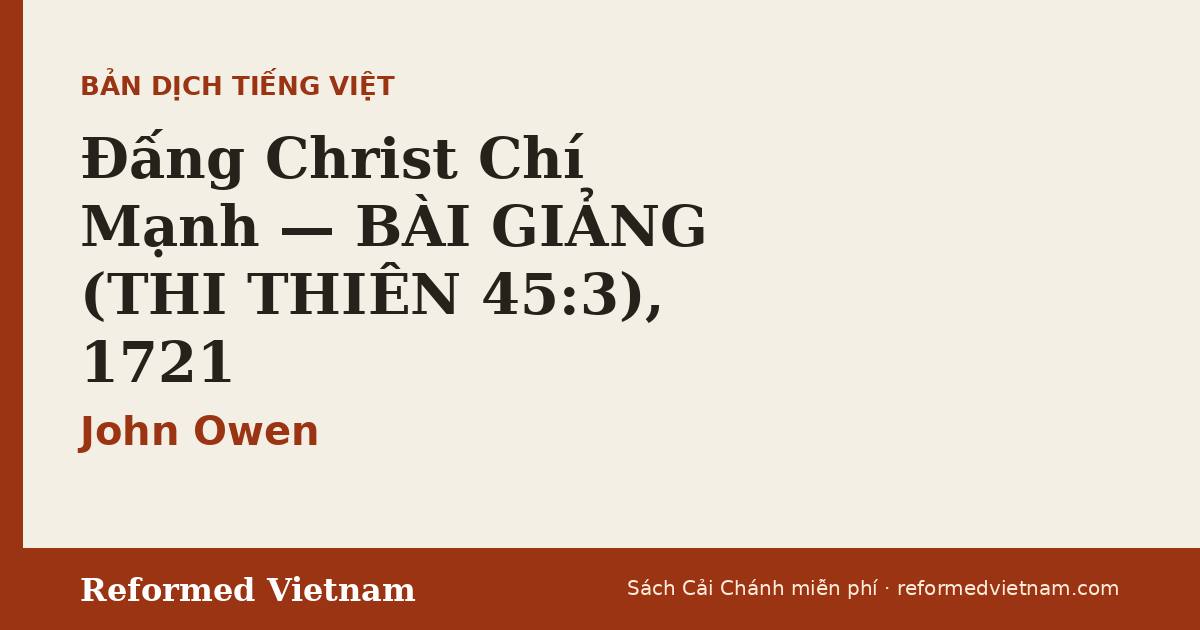 BẢN DỊCH TIẾNG VIỆT
Đấng Christ Chí
Mạnh — BÀI GIẢNG
(THI THIÊN 45:3),
1721
John Owen
Reformed Vietnam
Sách Cải Chánh miễn phí · reformedvietnam.com